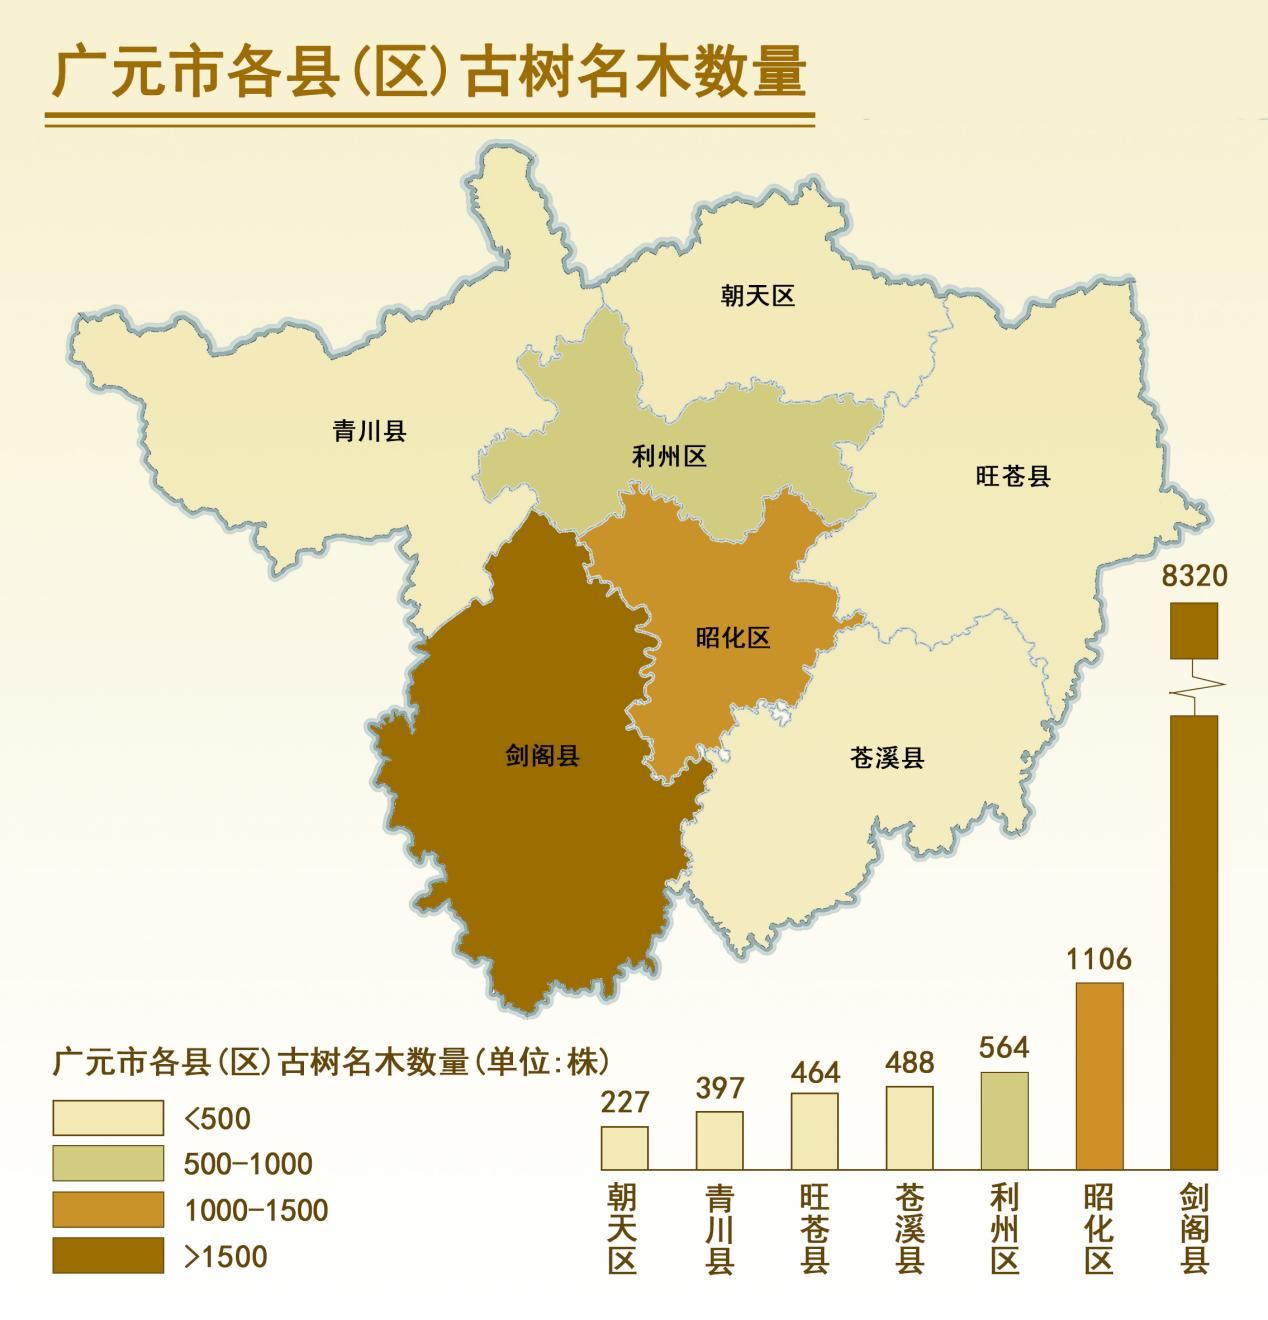 广元市各县(区)古树名木数量
朝天区
青川县
利州区
旺苍县
昭化区
剑阁县
苍溪县
广元市各县(区)古树名木数量(单位:株)
<500
500-1000
1000-1500
>1500
227
397
464
488
564
1106
8320
朝天区
青川县
旺苍县
苍溪县
利州区
昭化区
剑阁县